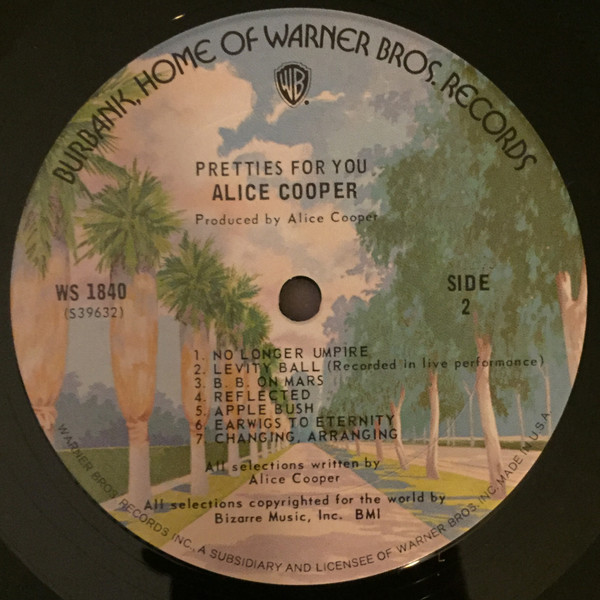 BURBANK, HOME OF WARNER BROS. RECORDS
WB
PRETTIES FOR YOU
ALICE COOPER
Produced by Alice Cooper
WS 1840
(S39632)
SIDE
2
1. NO LONGER UMPIRE
2. LEVITY BALL (Recorded in live performance)
3. B. B. ON MARS
4. REFLECTED
5. APPLE BUSH
6. EARWIGS TO ETERNITY
7. CHANGING, ARRANGING
All selections written by
Alice Cooper
All selections copyrighted for the world by
Bizarre Music, Inc. BMI
WARNER BROS. RECORDS INC., A SUBSIDIARY AND LICENSEE OF WARNER BROS. INC. MADE IN U.S.A.